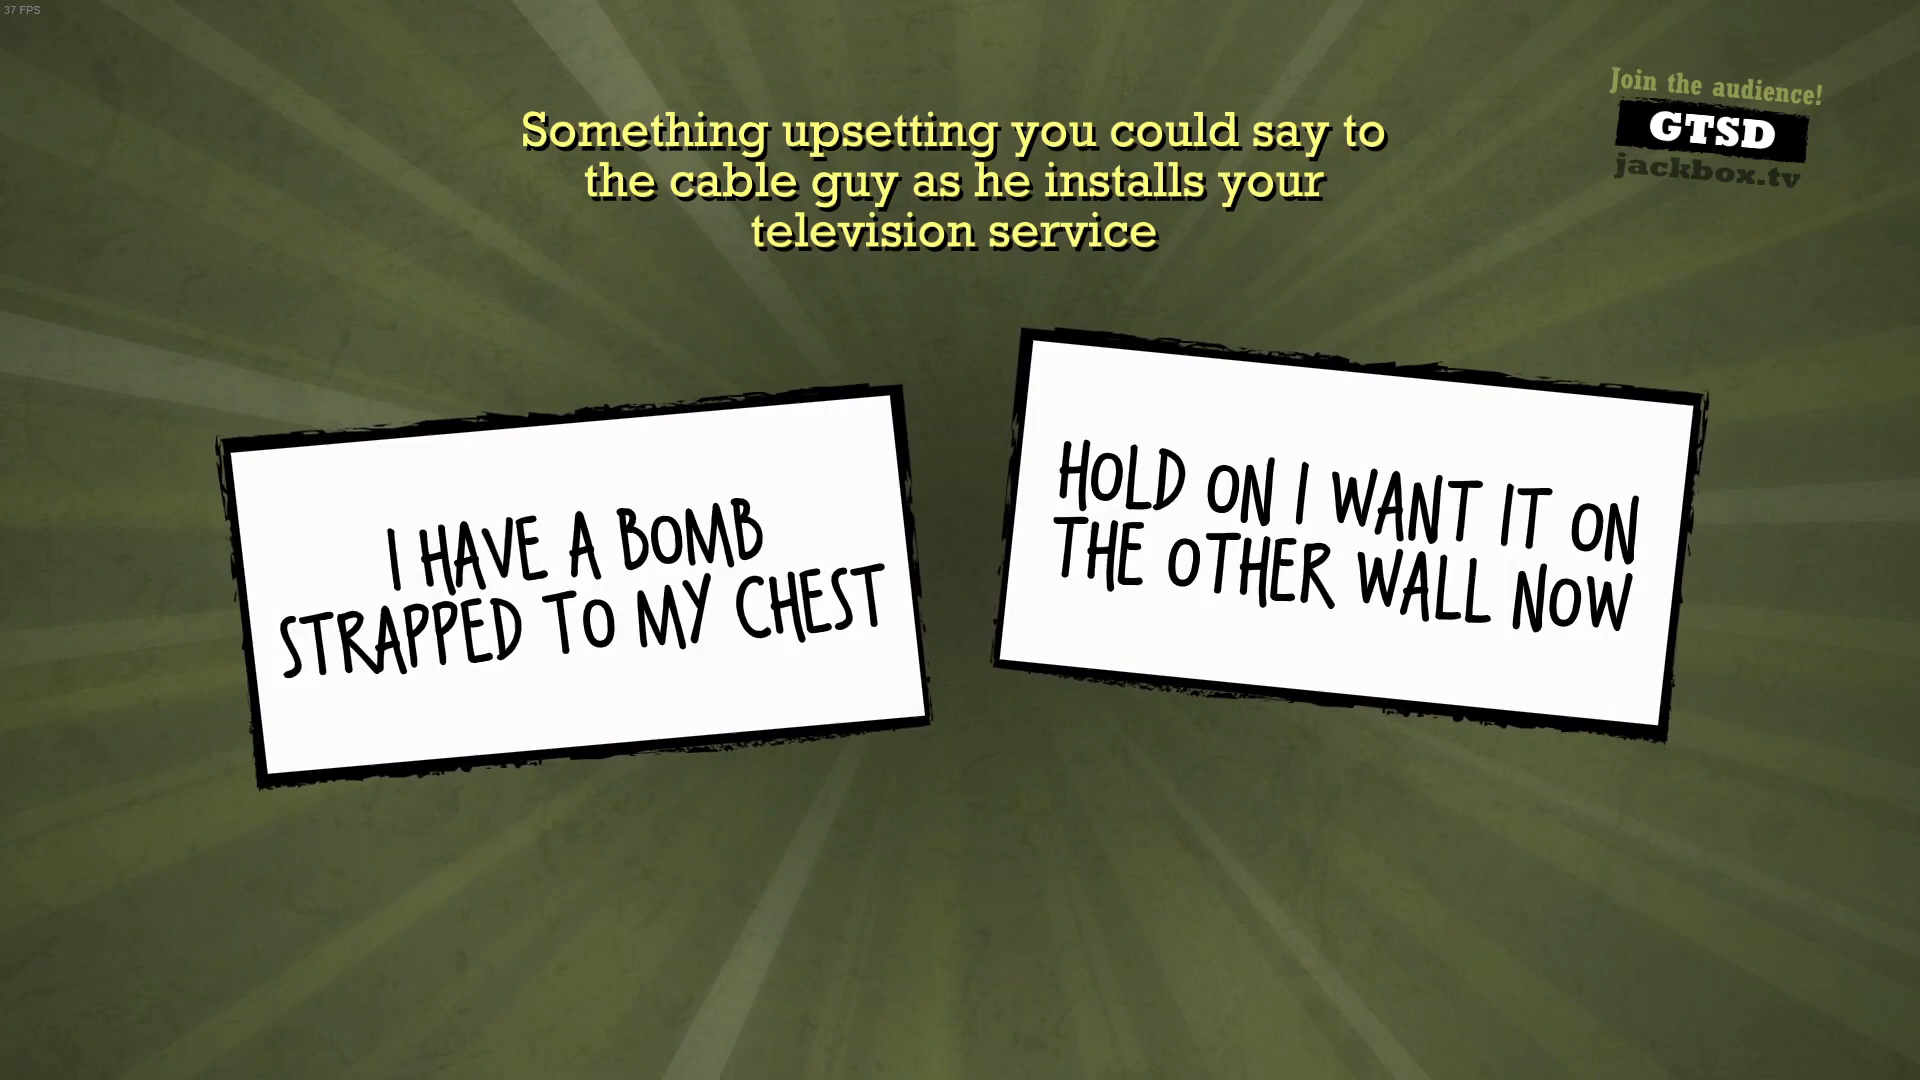 37 FPS
Something upsetting you could say to
the cable guy as he installs your
television service
Join the audience!
GTSD
jackbox.tv
I HAVE A BOMB
STRAPPED TO MY CHEST
HOLD ON I WANT IT ON
THE OTHER WALL NOW